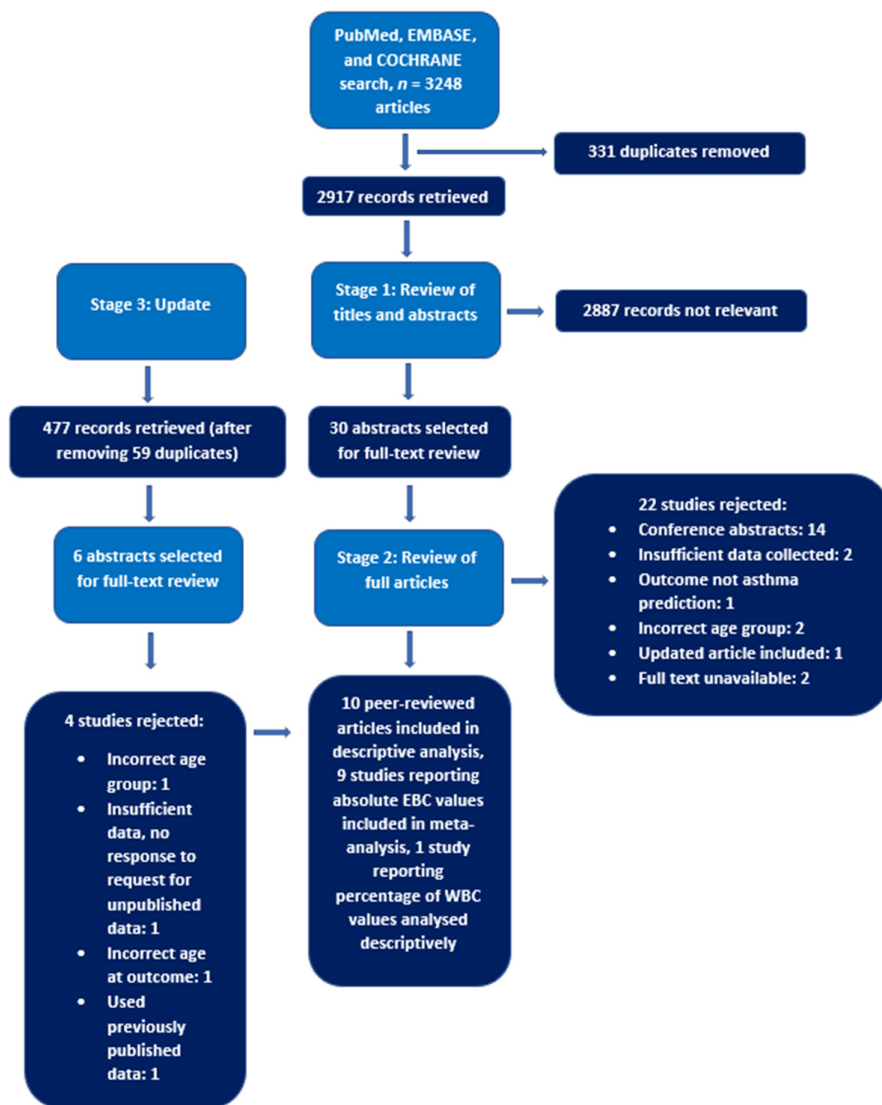 PubMed, EMBASE,
and COCHRANE
search, n = 3248
articles
331 duplicates removed
2917 records retrieved
Stage 3: Update
Stage 1: Review of
titles and abstracts
2887 records not relevant
477 records retrieved (after
removing 59 duplicates)
30 abstracts selected
for full-text review
6 abstracts selected
for full-text review
Stage 2: Review of
full articles
22 studies rejected:
• Conference abstracts: 14
• Insufficient data collected: 2
• Outcome not asthma
prediction: 1
• Incorrect age group: 2
• Updated article included: 1
• Full text unavailable: 2
4 studies rejected:
• Incorrect age
group: 1
• Insufficient
data, no
response to
request for
unpublished
data: 1
• Incorrect age
at outcome: 1
• Used
previously
published
data: 1
10 peer-reviewed
articles included in
descriptive analysis,
9 studies reporting
absolute EBC values
included in meta-
analysis, 1 study
reporting
percentage of WBC
values analysed
descriptively